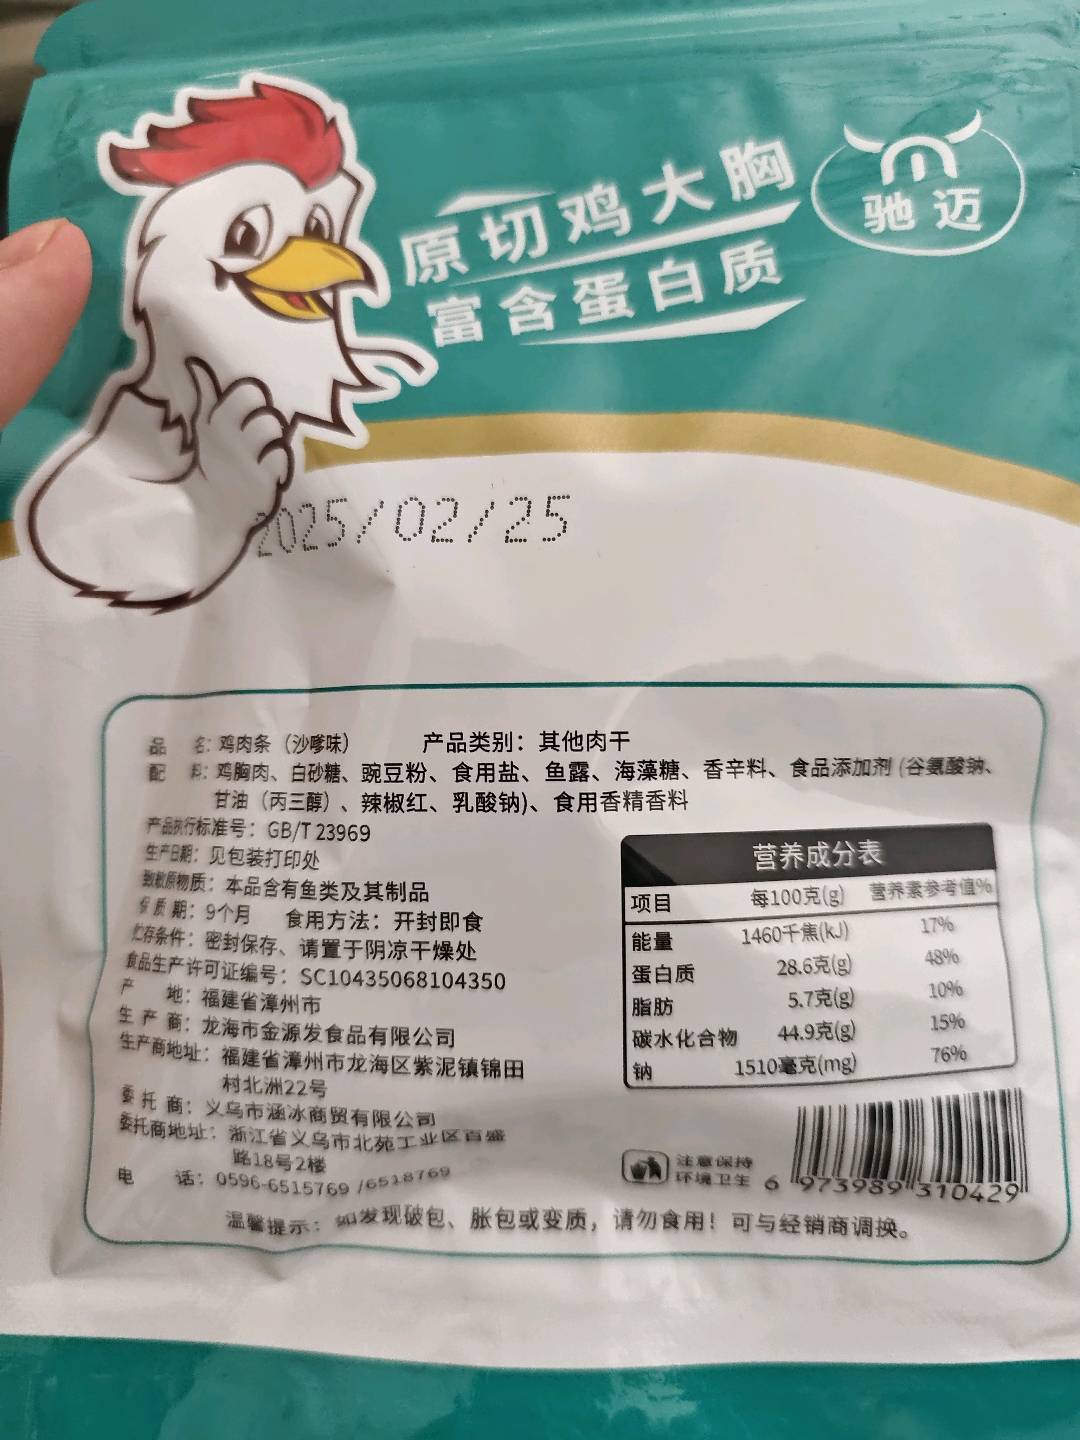 原切鸡大胸
富含蛋白质
驰迈
2025/02/25
品 名: 鸡肉条 (沙嗲味) 产品类别: 其他肉干
配 料: 鸡胸肉、白砂糖、豌豆粉、食用盐、鱼露、海藻糖、香辛料、食品添加剂 (谷氨酸钠、
甘油 (丙三醇) 、辣椒红、乳酸钠)、食用香精香料
产品执行标准号: GB/T 23969
生产日期: 见包装打印处
致敏原物质: 本品含有鱼类及其制品
保质期: 9个月 食用方法: 开封即食
贮存条件: 密封保存、请置于阴凉干燥处
食品生产许可证编号: SC10435068104350
产 地: 福建省漳州市
生产商: 龙海市金源发食品有限公司
生产商地址: 福建省漳州市龙海区紫泥镇锦田
村北洲22号
委托商: 义乌市涵冰商贸有限公司
委托商地址: 浙江省义乌市北苑工业区百盛
路18号2楼
电 话: 0596-6515769 /6518769
温馨提示: 如发现破包、胀包或变质, 请勿食用! 可与经销商调换。
营养成分表
项目 每100克(g) 营养素参考值%
能量 1460千焦(kJ) 17%
蛋白质 28.6克(g) 48%
脂肪 5.7克(g) 10%
碳水化合物 44.9克(g) 15%
钠 1510毫克(mg) 76%
注意保持
环境卫生
6 973989 310429